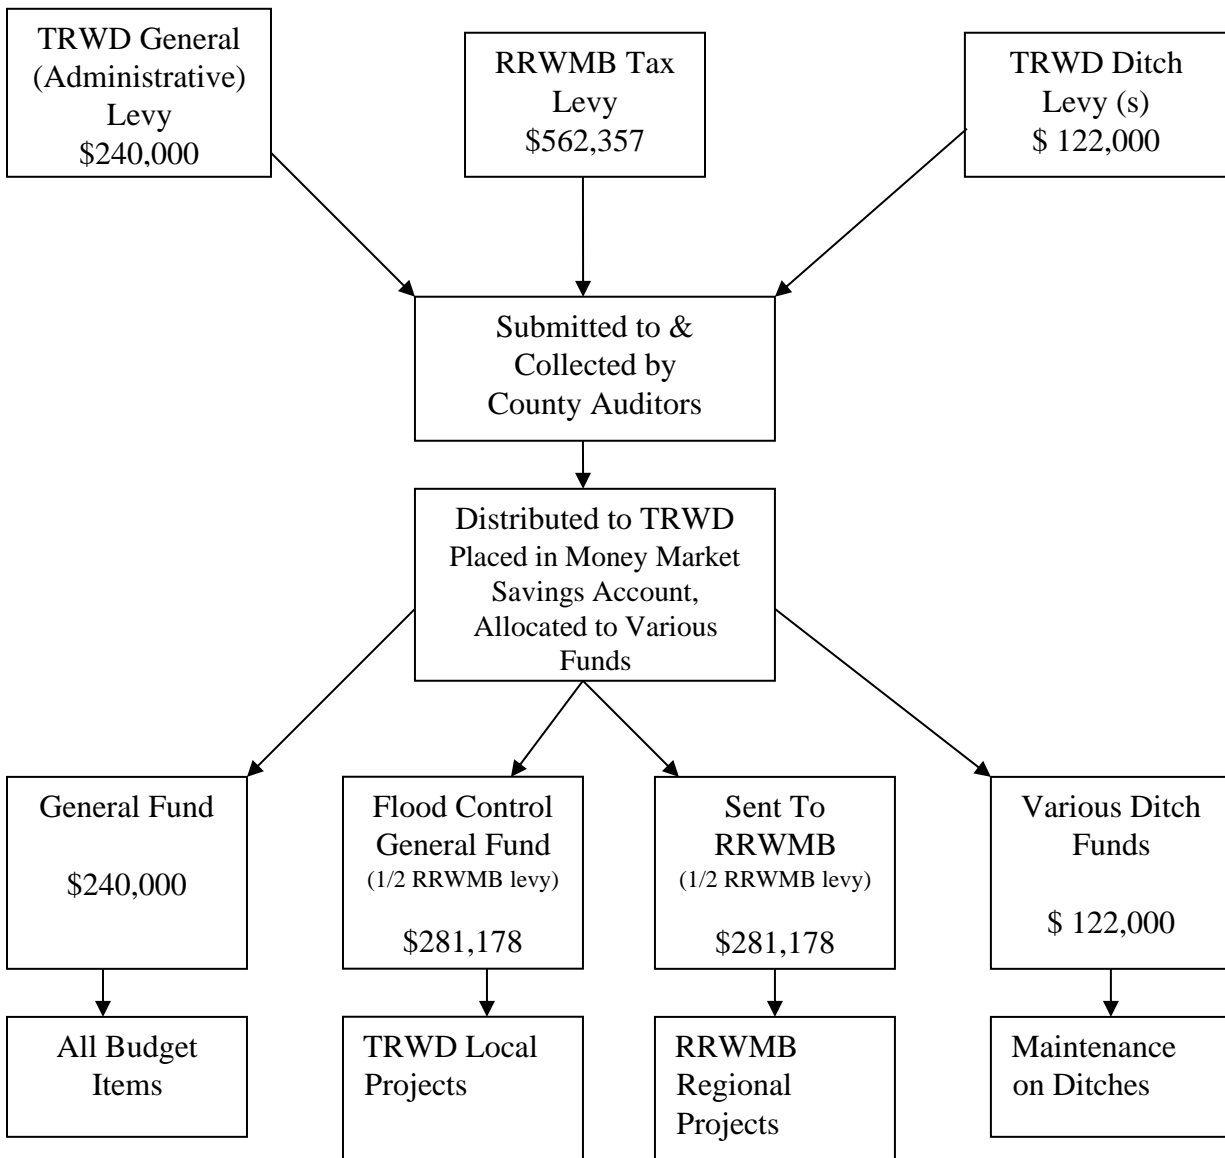 TRWD General
(Administrative)
Levy
$240,000
RRWMB Tax
Levy
$562,357
TRWD Ditch
Levy (s)
$ 122,000
Submitted to &
Collected by
County Auditors
Distributed to TRWD
Placed in Money Market
Savings Account,
Allocated to Various
Funds
General Fund
$240,000
Flood Control
General Fund
(1/2 RRWMB levy)
$281,178
Sent To
RRWMB
(1/2 RRWMB levy)
$281,178
Various Ditch
Funds
$ 122,000
All Budget
Items
TRWD Local
Projects
RRWMB
Regional
Projects
Maintenance
on Ditches